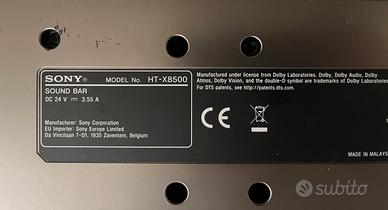 SONY®
MODEL No. HT-X8500
SOUND BAR
DC 24 V ⎓ 3.55 A
Manufacturer: Sony Corporation
EU Importer: Sony Europe Limited
Da Vincilaan 7-D1, 1935 Zaventem, Belgium
Manufactured under license from Dolby Laboratories. Dolby, Dolby Audio, Dolby
Atmos, Dolby Vision, and the double-D symbol are trademarks of Dolby Laboratories.
For DTS patents, see http://patents.dts.com.
CE
MADE IN MALAYS
subito